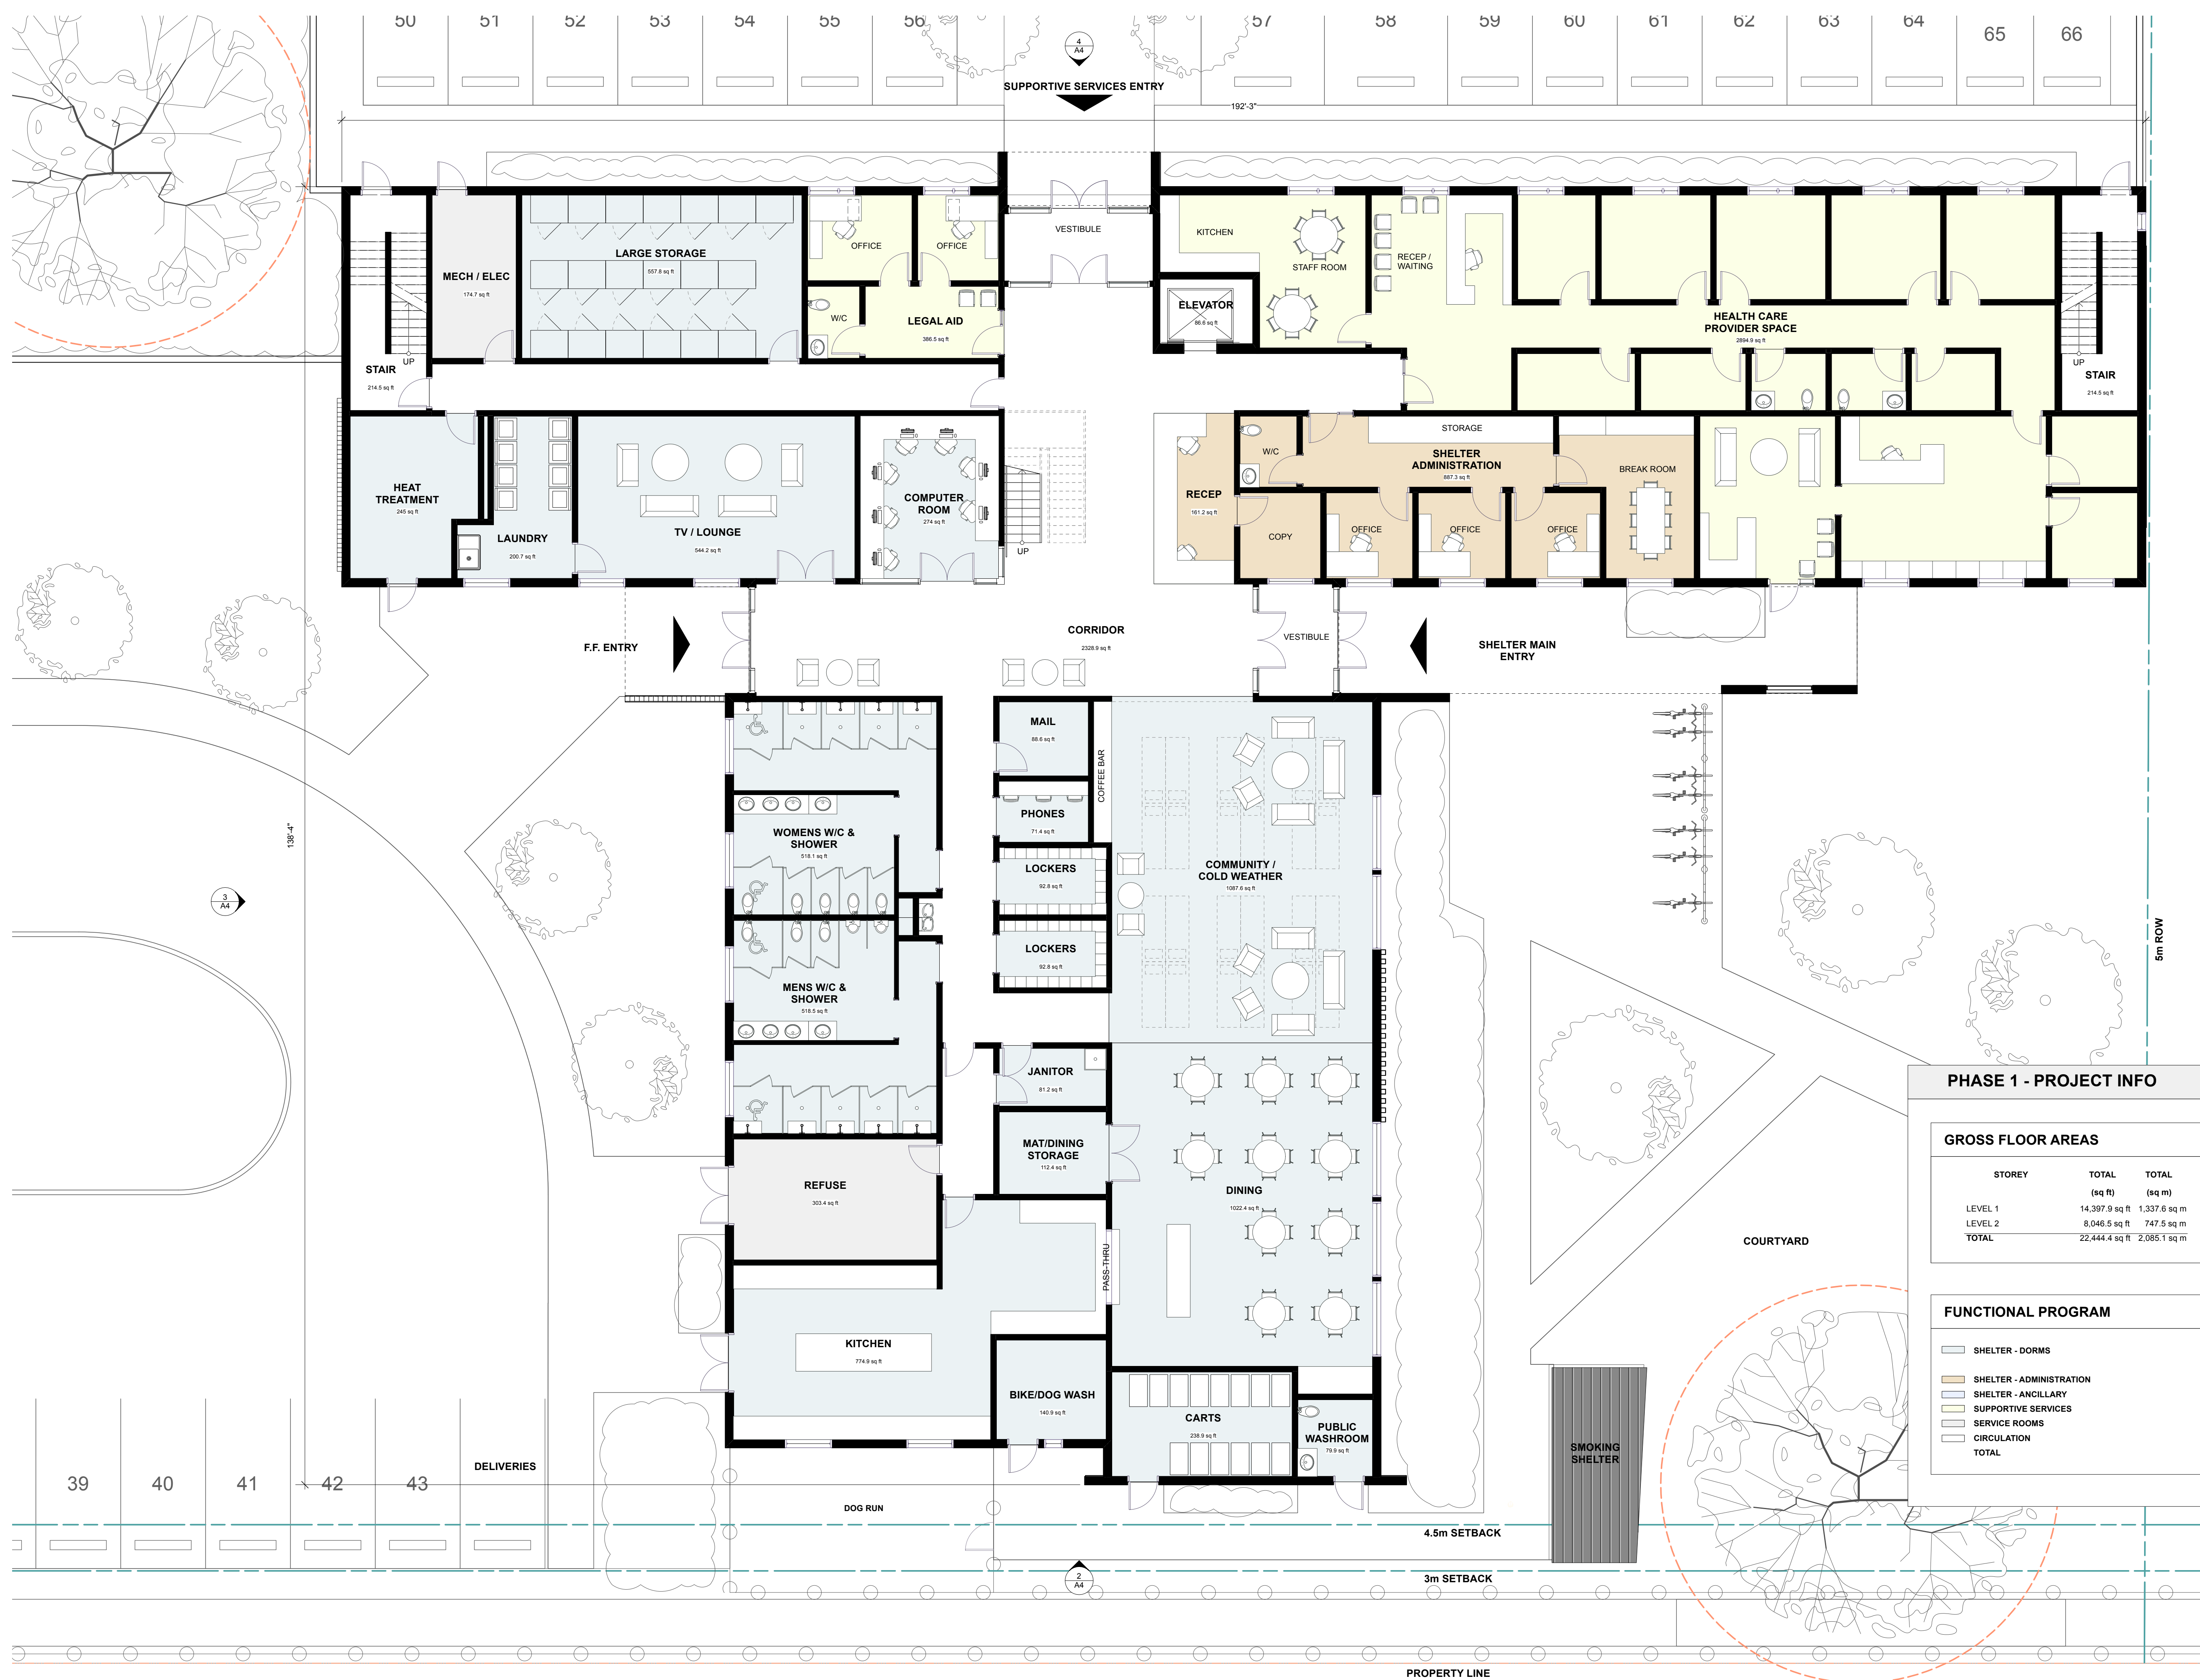 50
51
52
53
54
55
56
57
58
59
60
61
62
63
64
65
66
4
A4
SUPPORTIVE SERVICES ENTRY
192'-3"
VESTIBULE
MECH / ELEC
174.7 sq ft
LARGE STORAGE
557.8 sq ft
OFFICE
OFFICE
W/C
LEGAL AID
386.5 sq ft
KITCHEN
STAFF ROOM
RECEP /
WAITING
ELEVATOR
86.6 sq ft
HEALTH CARE
PROVIDER SPACE
2894.9 sq ft
UP
STAIR
214.5 sq ft
UP
STAIR
214.5 sq ft
HEAT
TREATMENT
245 sq ft
LAUNDRY
200.7 sq ft
TV / LOUNGE
544.2 sq ft
COMPUTER
ROOM
274 sq ft
UP
RECEP
161.2 sq ft
W/C
STORAGE
SHELTER
ADMINISTRATION
887.3 sq ft
BREAK ROOM
COPY
OFFICE
OFFICE
OFFICE
F.F. ENTRY
CORRIDOR
2328.9 sq ft
VESTIBULE
SHELTER MAIN
ENTRY
138'-4"
3
A4
MAIL
88.6 sq ft
COFFEE BAR
PHONES
71.4 sq ft
WOMENS W/C &
SHOWER
518.1 sq ft
LOCKERS
92.8 sq ft
COMMUNITY /
COLD WEATHER
1087.6 sq ft
LOCKERS
92.8 sq ft
MENS W/C &
SHOWER
518.5 sq ft
5m ROW
JANITOR
81.2 sq ft
MAT/DINING
STORAGE
112.4 sq ft
REFUSE
303.4 sq ft
DINING
1022.4 sq ft
PASS-THRU
COURTYARD
KITCHEN
774.9 sq ft
BIKE/DOG WASH
140.9 sq ft
CARTS
238.9 sq ft
PUBLIC
WASHROOM
79.9 sq ft
SMOKING
SHELTER
39
40
41
42
43
DELIVERIES
DOG RUN
4.5m SETBACK
3m SETBACK
2
A4
PROPERTY LINE
PHASE 1 - PROJECT INFO
GROSS FLOOR AREAS
STOREY TOTAL TOTAL
(sq ft) (sq m)
LEVEL 1 14,397.9 sq ft 1,337.6 sq m
LEVEL 2 8,046.5 sq ft 747.5 sq m
TOTAL 22,444.4 sq ft 2,085.1 sq m
FUNCTIONAL PROGRAM
SHELTER - DORMS
SHELTER - ADMINISTRATION
SHELTER - ANCILLARY
SUPPORTIVE SERVICES
SERVICE ROOMS
CIRCULATION
TOTAL